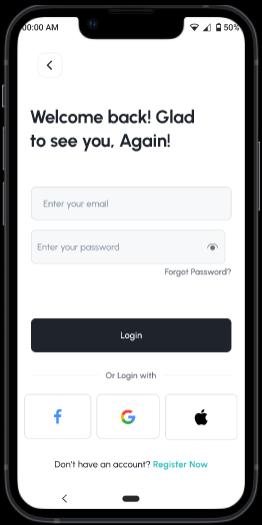 00:00 AM 50%
Welcome back! Glad
to see you, Again!
Enter your email
Enter your password
Forgot Password?
Login
Or Login with
Don't have an account? Register Now